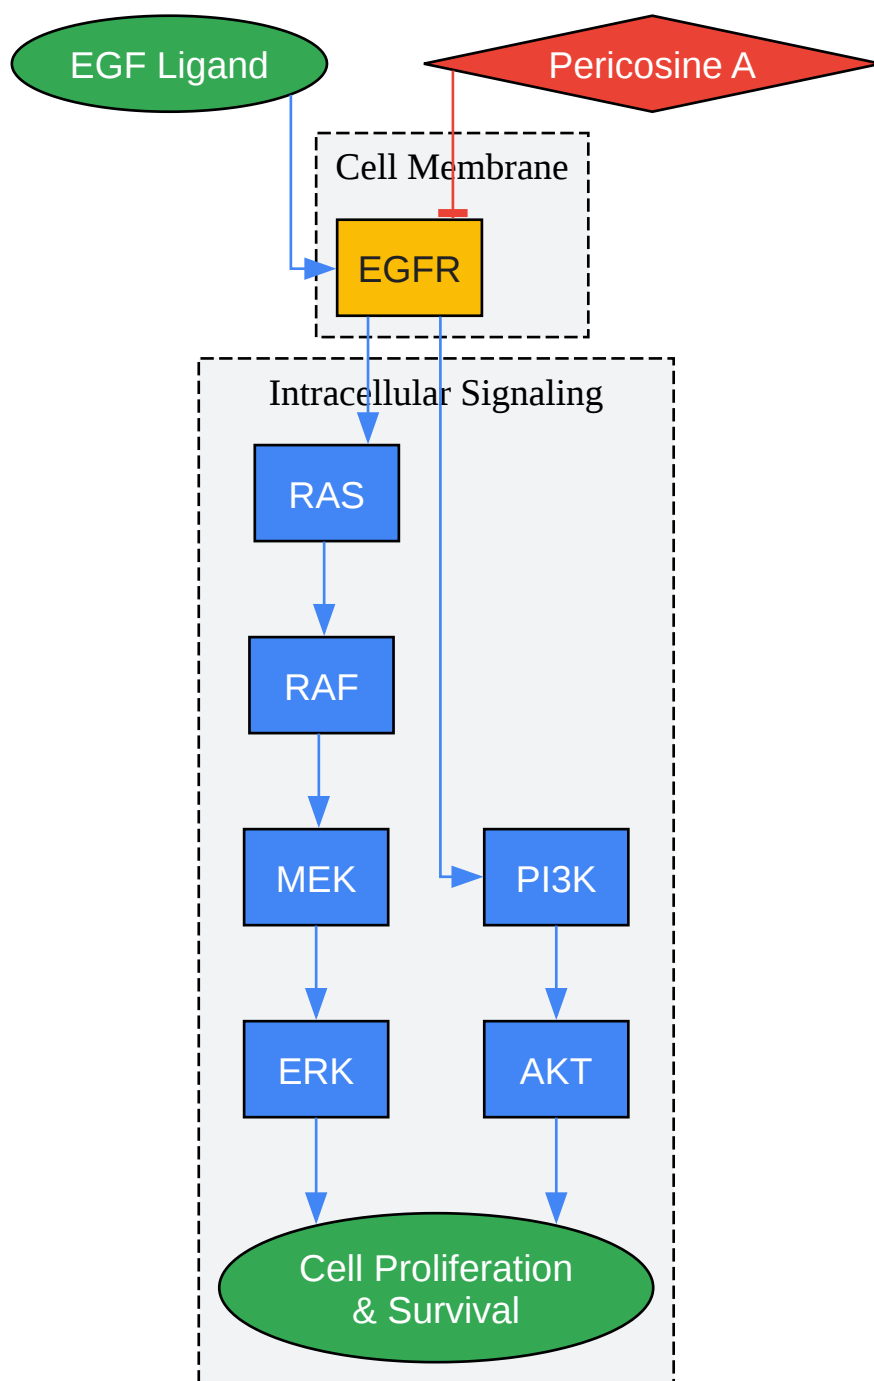 EGF Ligand
Pericosine A
Cell Membrane
EGFR
Intracellular Signaling
RAS
RAF
MEK
PI3K
ERK
AKT
Cell Proliferation
& Survival